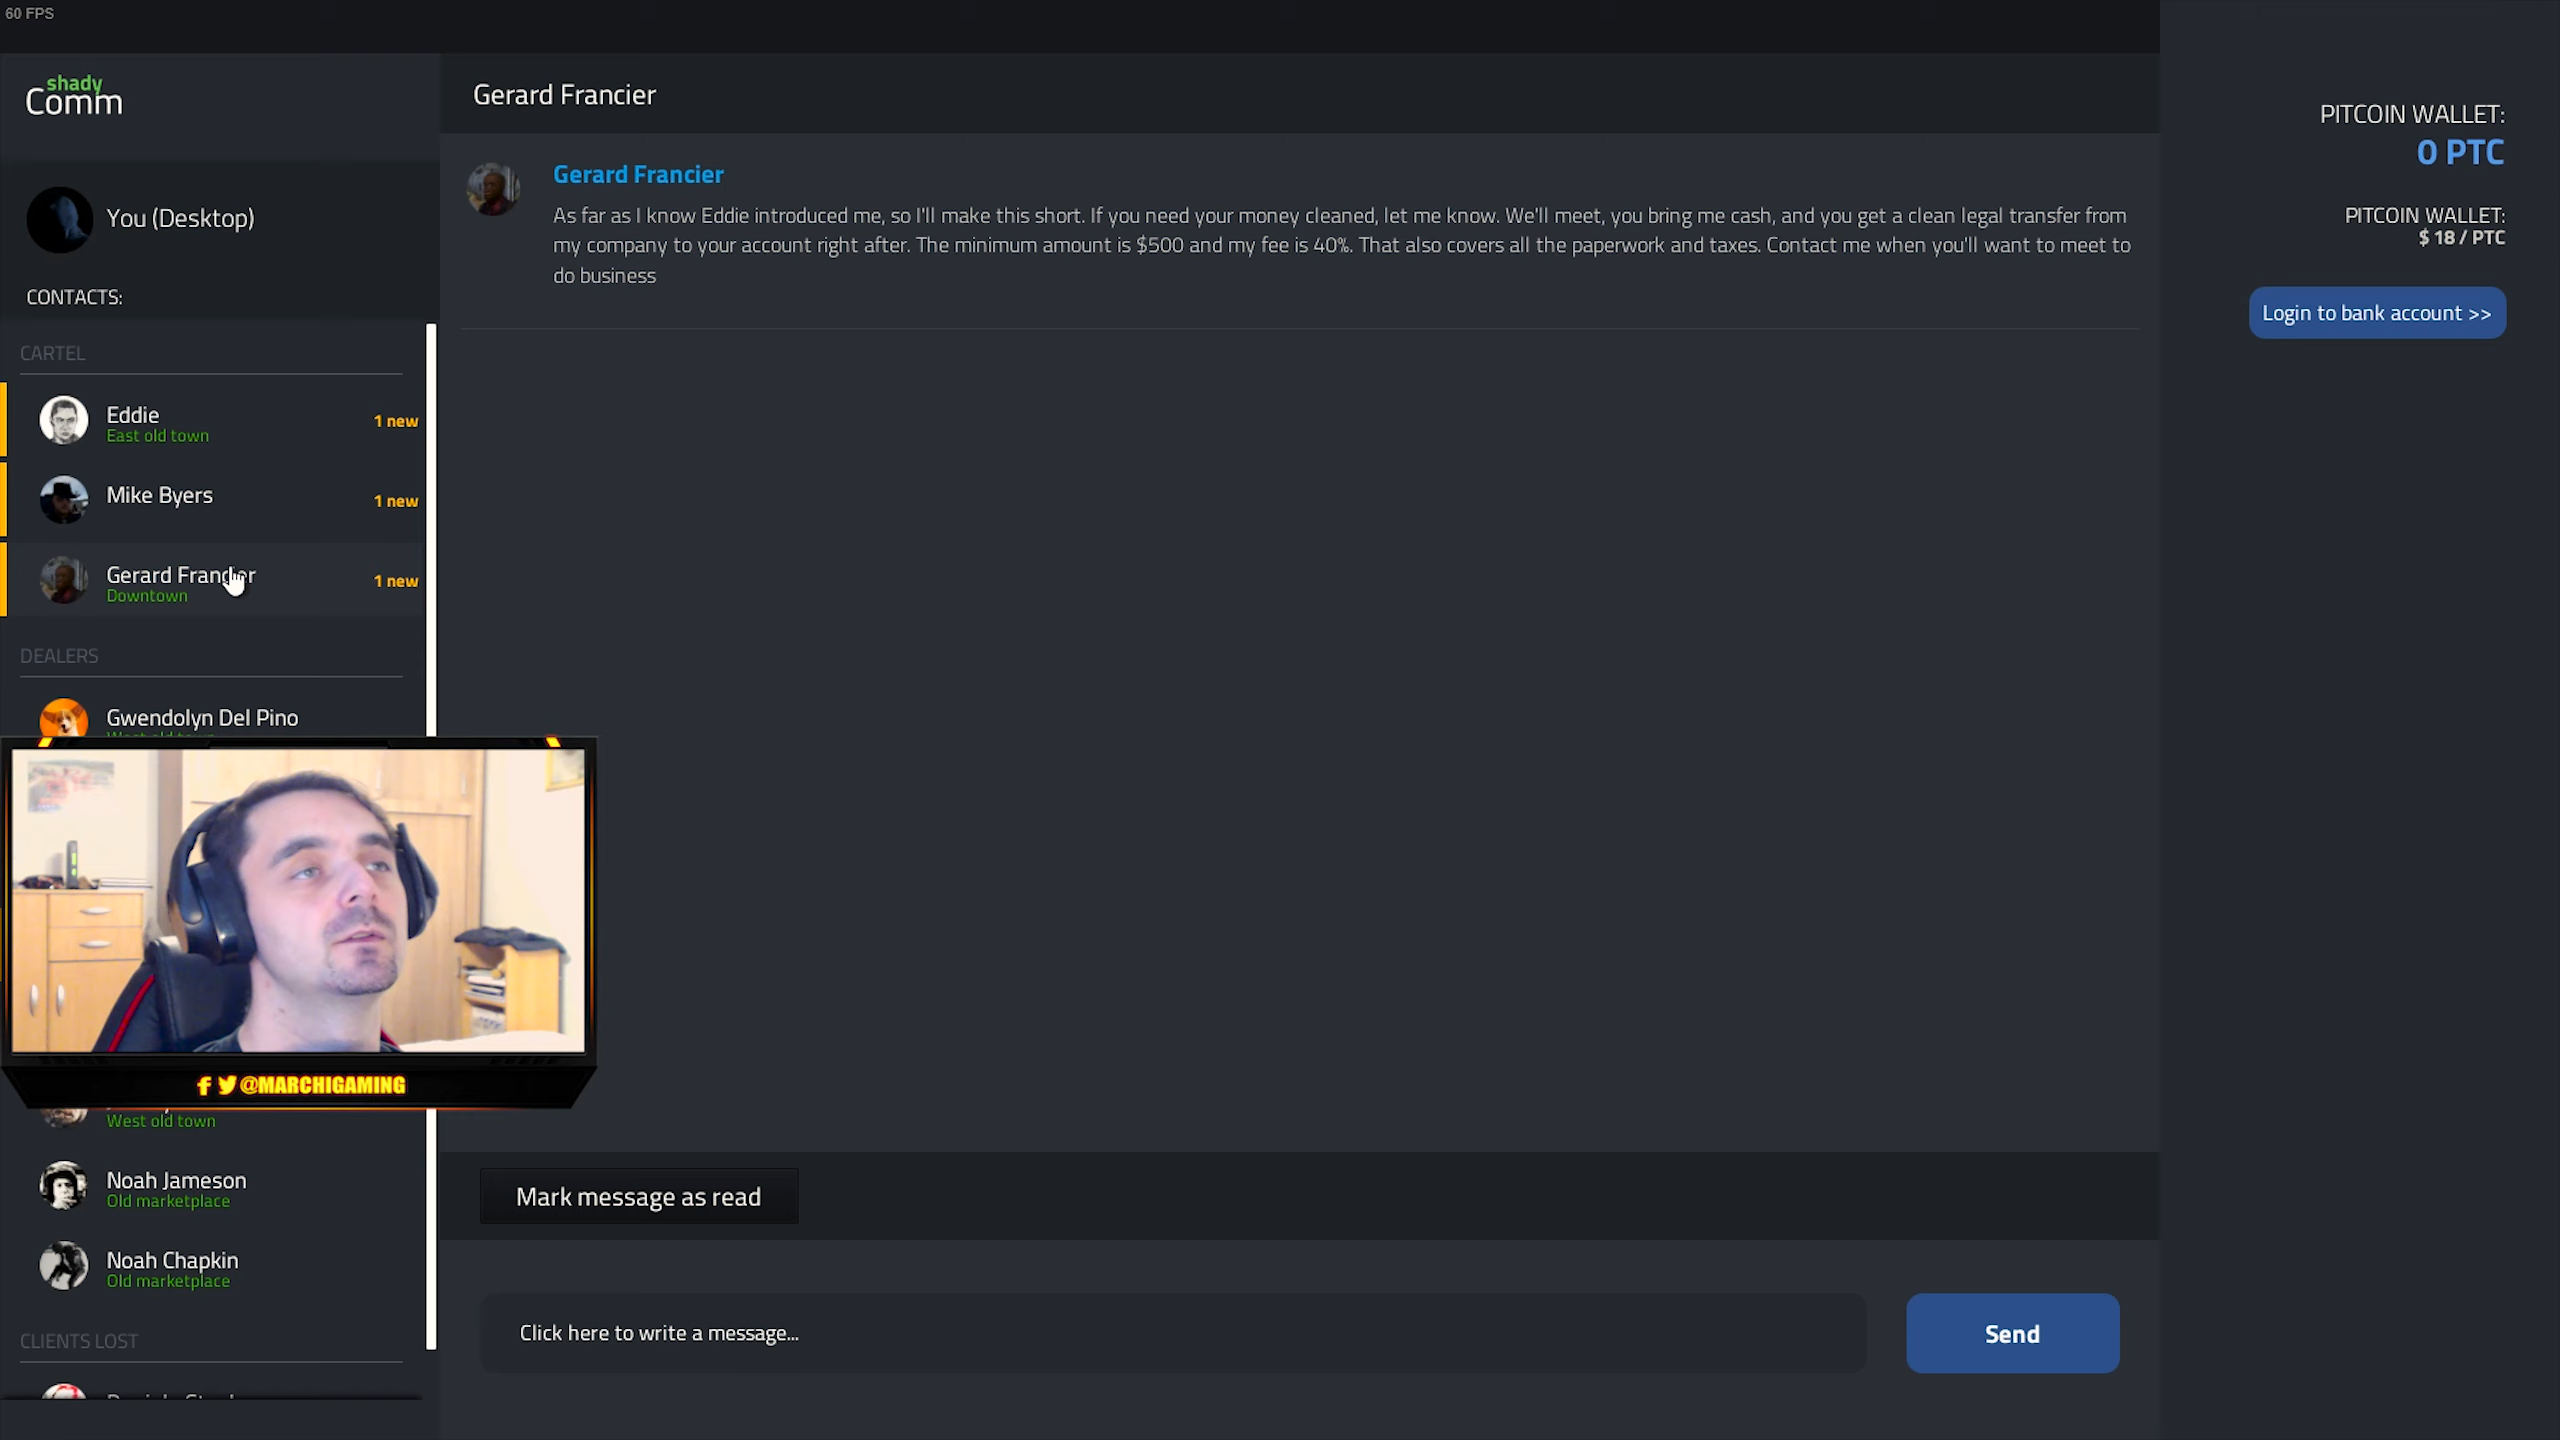 60 FPS
shady
Comm
You (Desktop)
CONTACTS:
CARTEL
Eddie
East old town
1 new
Mike Byers
1 new
Gerard Francier
Downtown
1 new
DEALERS
Gwendolyn Del Pino
@MARCHIGAMING
West old town
Noah Jameson
Old marketplace
Noah Chapkin
Old marketplace
CLIENTS LOST
Gerard Francier
Gerard Francier
As far as I know Eddie introduced me, so I'll make this short. If you need your money cleaned, let me know. We'll meet, you bring me cash, and you get a clean legal transfer from
my company to your account right after. The minimum amount is $500 and my fee is 40%. That also covers all the paperwork and taxes. Contact me when you'll want to meet to
do business
Mark message as read
Click here to write a message...
Send
PITCOIN WALLET:
0 PTC
PITCOIN WALLET:
$ 18 / PTC
Login to bank account >>